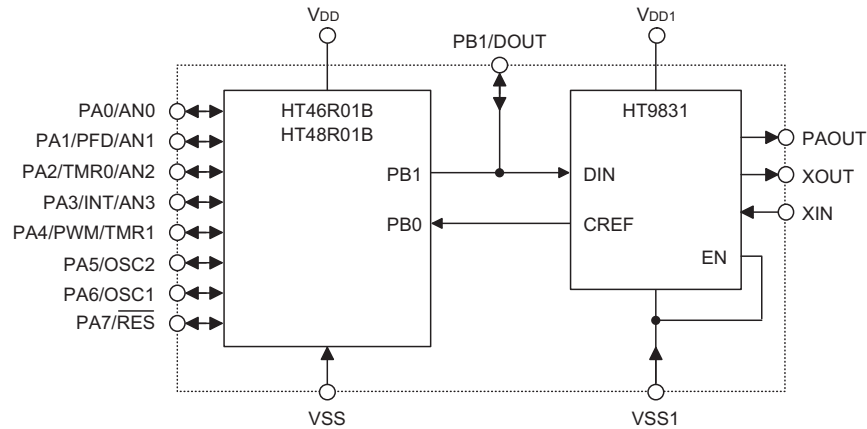 VDD
VDD1
PB1/DOUT
PA0/AN0
PA1/PFD/AN1
PA2/TMR0/AN2
PA3/INT/AN3
PA4/PWM/TMR1
PA5/OSC2
PA6/OSC1
PA7/R̅E̅S̅
HT46R01B
HT48R01B
PB1
PB0
HT9831
DIN
CREF
EN
PAOUT
XOUT
XIN
VSS
VSS1